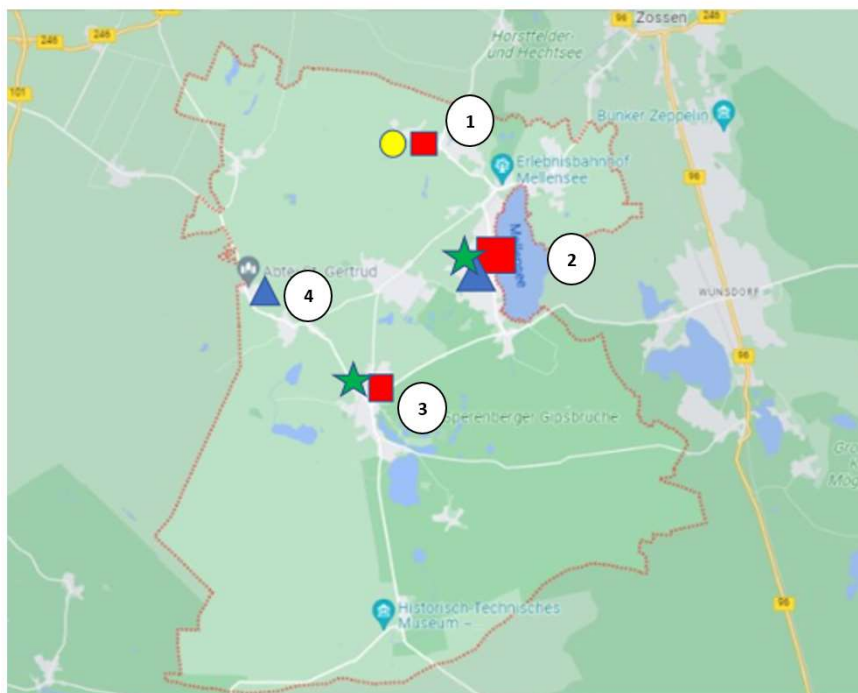 96
246
Zossen
246
246
Horstfelder-
und Hechtsee
101
1
Bunker Zeppelin
Erlebnisbahnhof
Mellensee
96
Mellensee
2
Abtei St. Gertrud
4
WÜNSDORF
96
3
Sperenberger Gipsbrüche
96
Historisch-Technisches
Museum –...